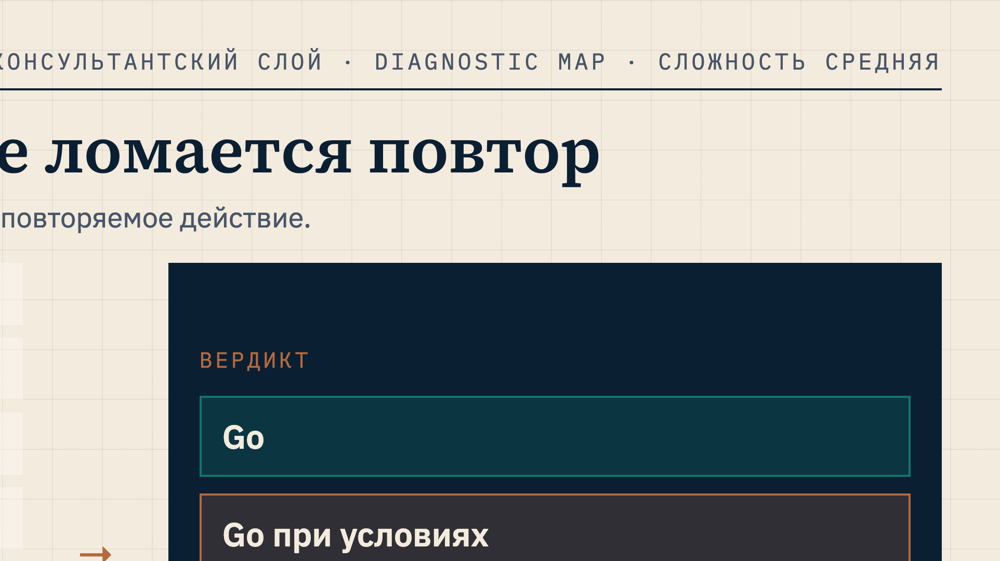 КОНСУЛЬТАНТСКИЙ СЛОЙ · DIAGNOSTIC MAP · СЛОЖНОСТЬ СРЕДНЯЯ
ломается повтор
повторяемое действие.
ВЕРДИКТ
Go
Go при условиях
→